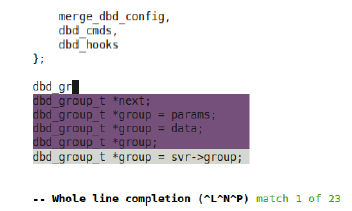 merge_dbd_config,
dbd_cmds,
dbd_hooks
};
dbd_gr
dbd_group_t *next;
dbd_group_t *group = params;
dbd_group_t *group = data;
dbd_group_t *group;
dbd_group_t *group = svr->group;
-- Whole line completion (^L^N^P) match 1 of 23